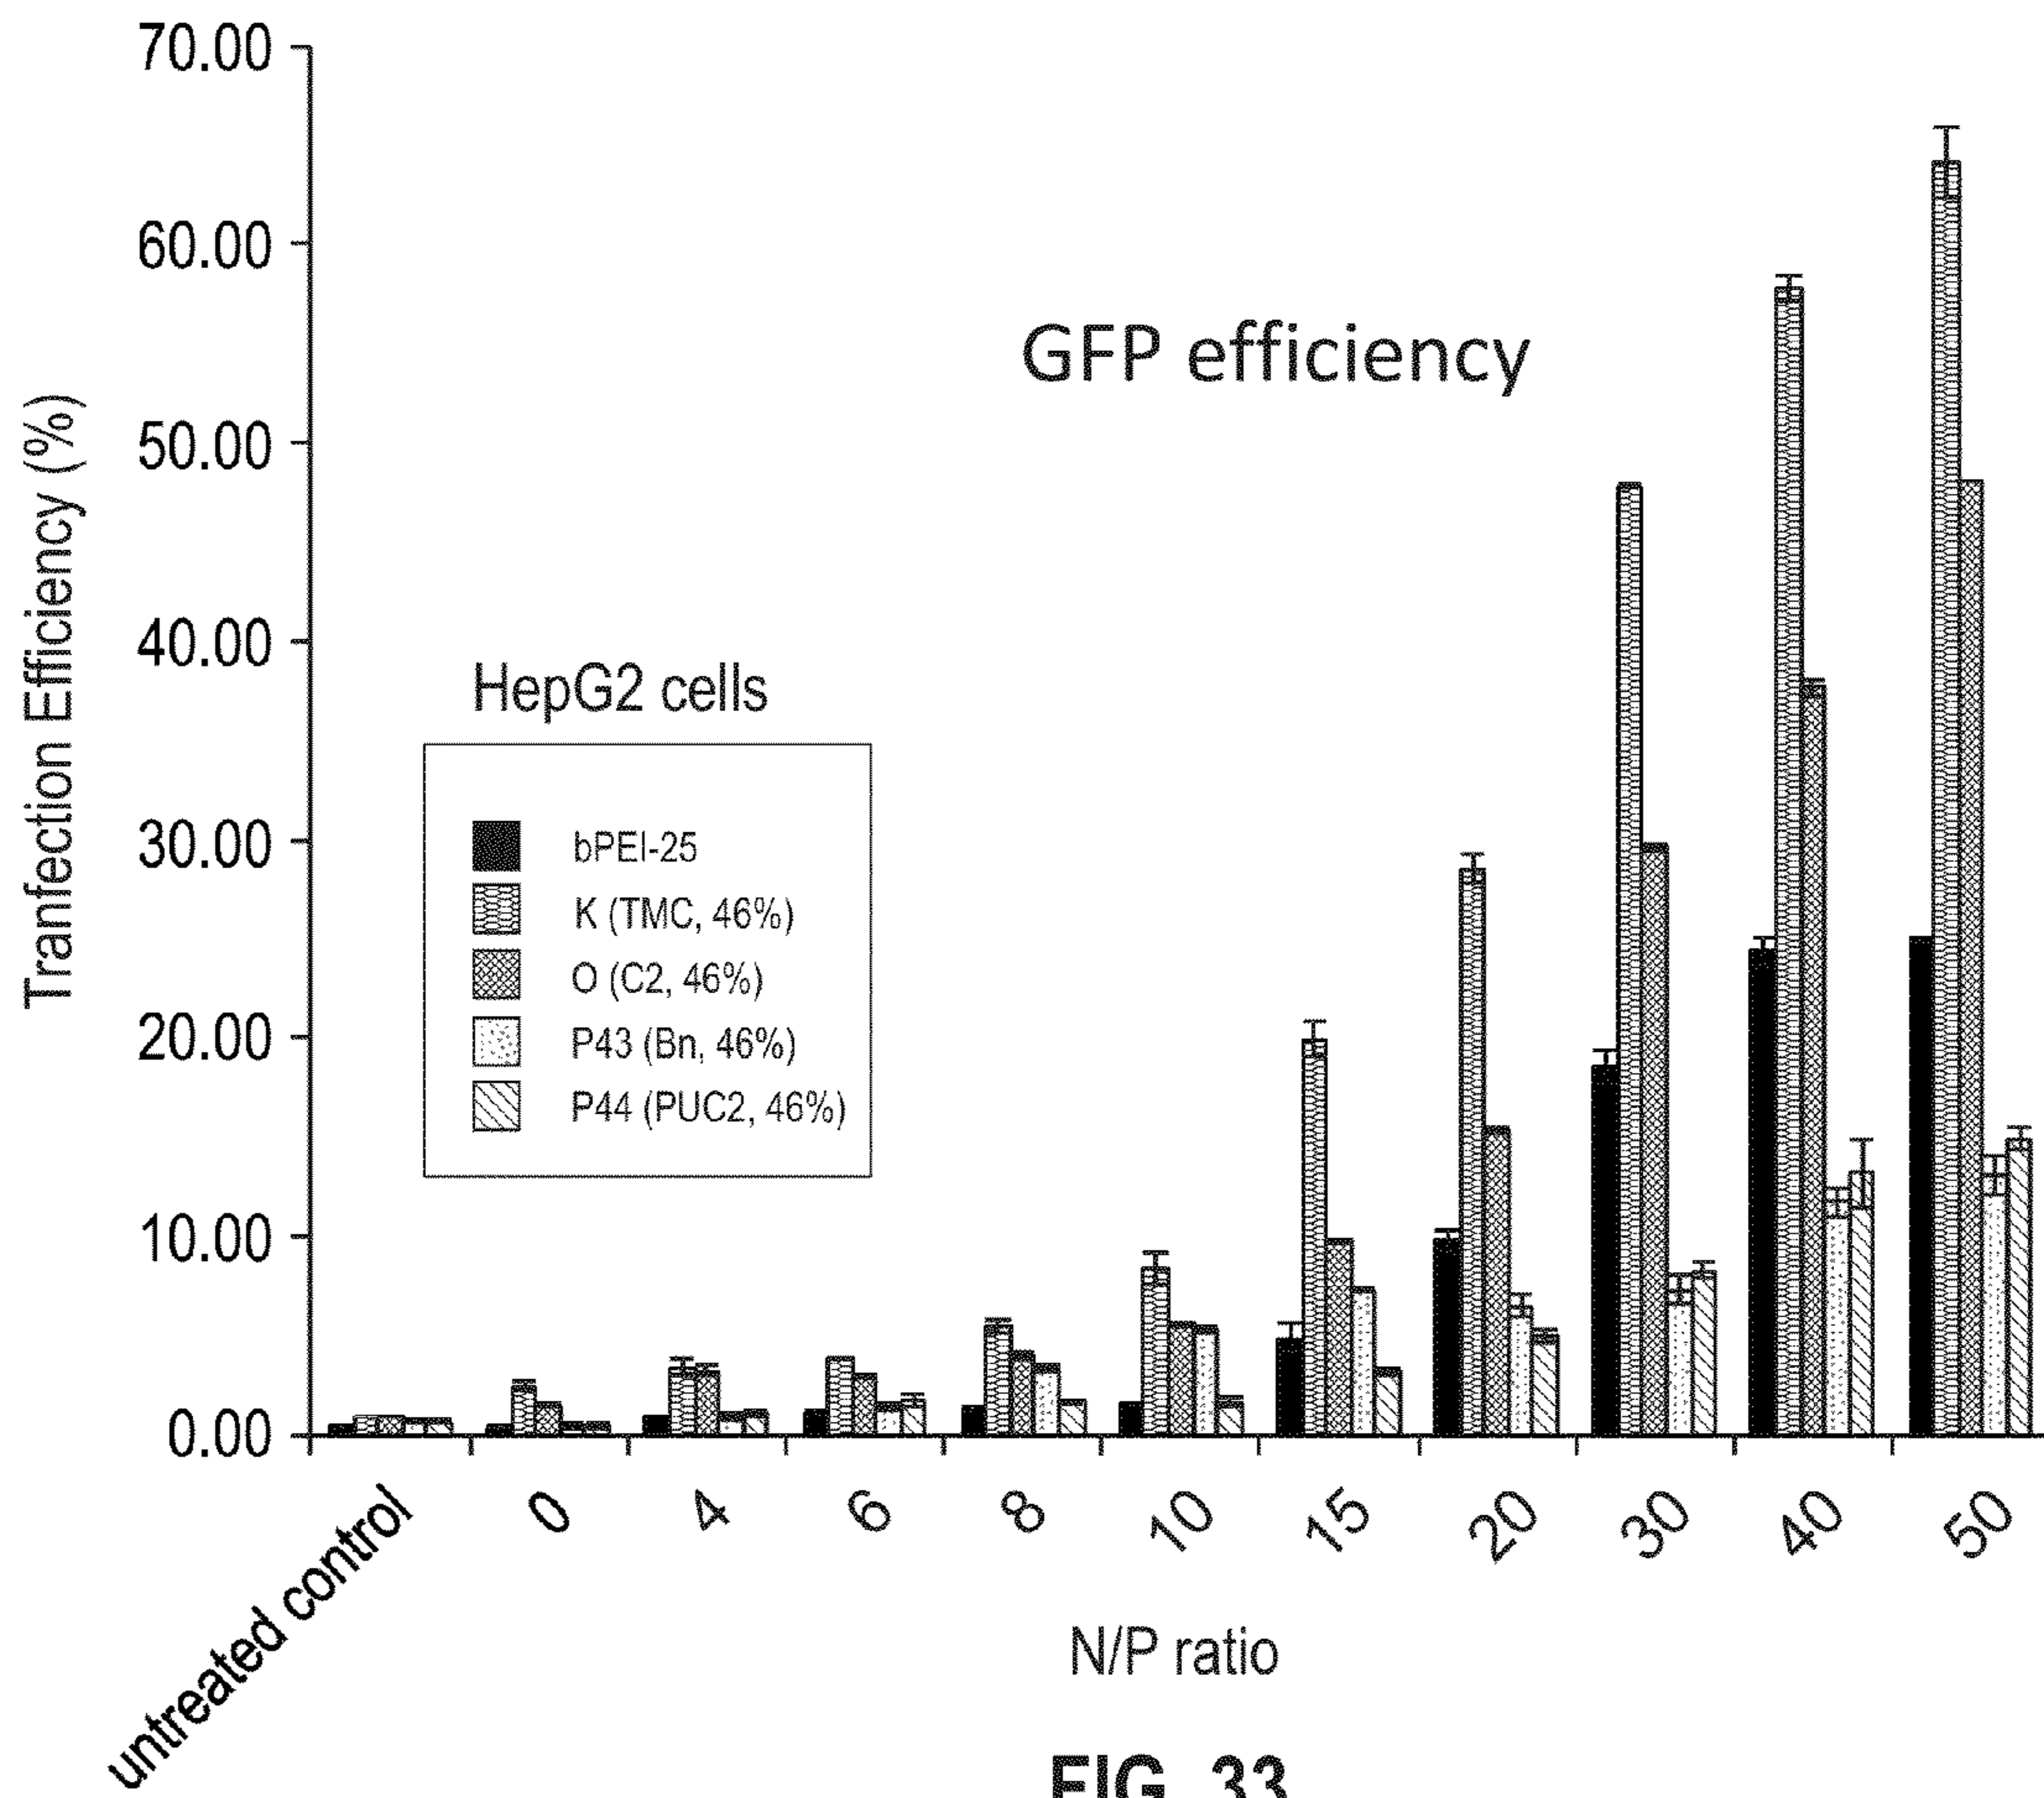 70.00
60.00
50.00
40.00
30.00
20.00
10.00
0.00
Tranfection Efficiency (%)
GFP efficiency
HepG2 cells
bPEI-25
K (TMC, 46%)
O (C2, 46%)
P43 (Bn, 46%)
P44 (PUC2, 46%)
untreated control
0
4
6
8
10
15
20
30
40
50
N/P ratio
FIG. 33